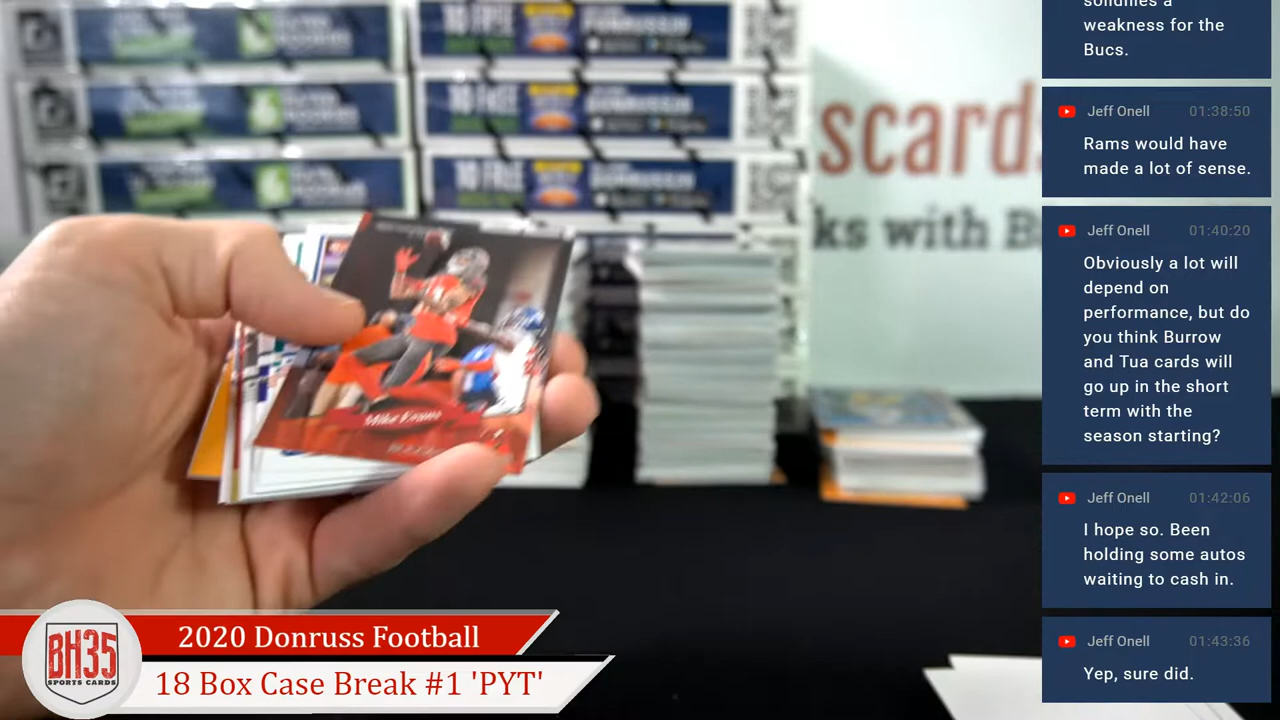 scards
ks with B
Mike Evans
solidifies a
weakness for the
Bucs.
Jeff Onell 01:38:50
Rams would have
made a lot of sense.
Jeff Onell 01:40:20
Obviously a lot will
depend on
performance, but do
you think Burrow
and Tua cards will
go up in the short
term with the
season starting?
Jeff Onell 01:42:06
I hope so. Been
holding some autos
waiting to cash in.
Jeff Onell 01:43:36
Yep, sure did.
BH35
SPORTS CARDS
2020 Donruss Football
18 Box Case Break #1 'PYT'